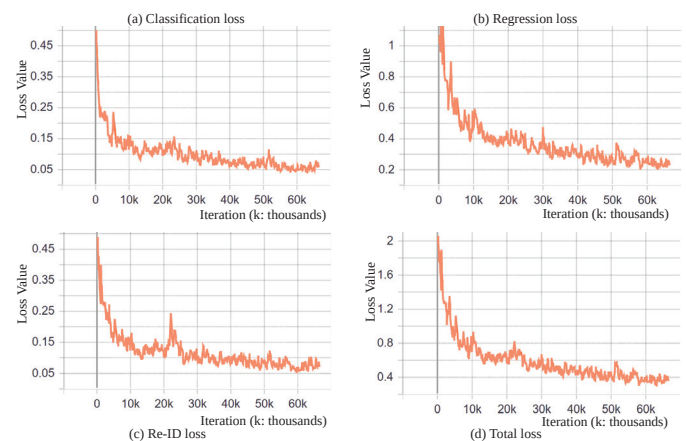 (a) Classification loss
Loss Value
0.45
0.35
0.25
0.15
0.05
0 10k 20k 30k 40k 50k 60k
Iteration (k: thousands)
(b) Regression loss
Loss Value
1
0.8
0.6
0.4
0.2
0 10k 20k 30k 40k 50k 60k
Iteration (k: thousands)
Loss Value
0.45
0.35
0.25
0.15
0.05
0 10k 20k 30k 40k 50k 60k
Iteration (k: thousands)
(c) Re-ID loss
Loss Value
2
1.6
1.2
0.8
0.4
0 10k 20k 30k 40k 50k 60k
Iteration (k: thousands)
(d) Total loss